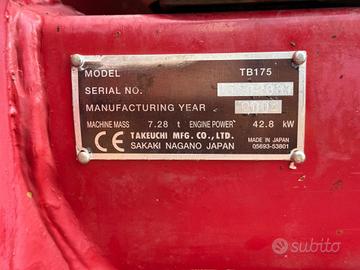 MODEL TB175
SERIAL NO.
MANUFACTURING YEAR 2004
MACHINE MASS 7.28 t ENGINE POWER 42.8 kW
CE TAKEUCHI MFG. CO., LTD. MADE IN JAPAN
SAKAKI NAGANO JAPAN 05693-53801
subito